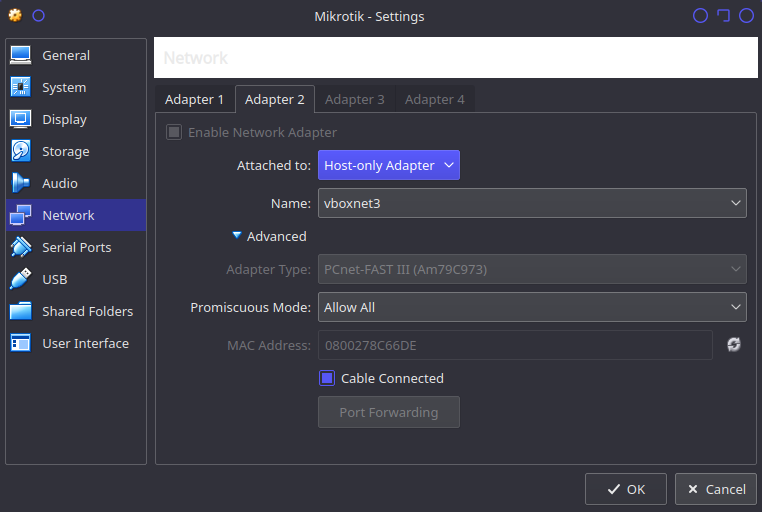 Mikrotik - Settings
General
System
Display
Storage
Audio
Network
Serial Ports
USB
Shared Folders
User Interface
Network
Adapter 1 Adapter 2 Adapter 3 Adapter 4
Enable Network Adapter
Attached to: Host-only Adapter
Name: vboxnet3
Advanced
Adapter Type: PCnet-FAST III (Am79C973)
Promiscuous Mode: Allow All
MAC Address: 0800278C66DE
Cable Connected
Port Forwarding
OK Cancel